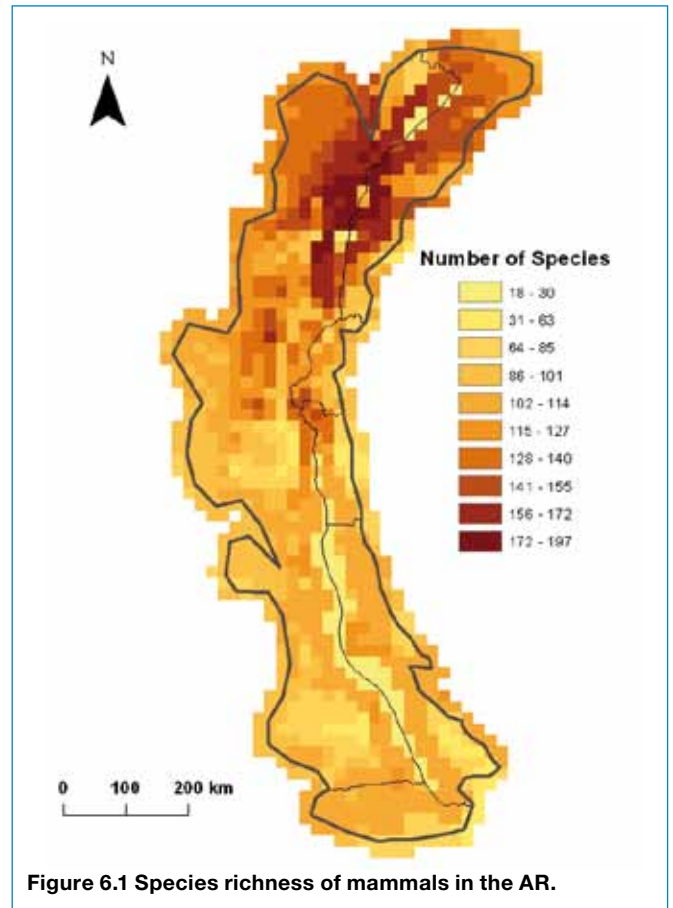 N
Number of Species
18 - 30
31 - 63
64 - 85
86 - 101
102 - 114
115 - 127
128 - 140
141 - 155
156 - 172
172 - 197
0 100 200 km
Figure 6.1 Species richness of mammals in the AR.